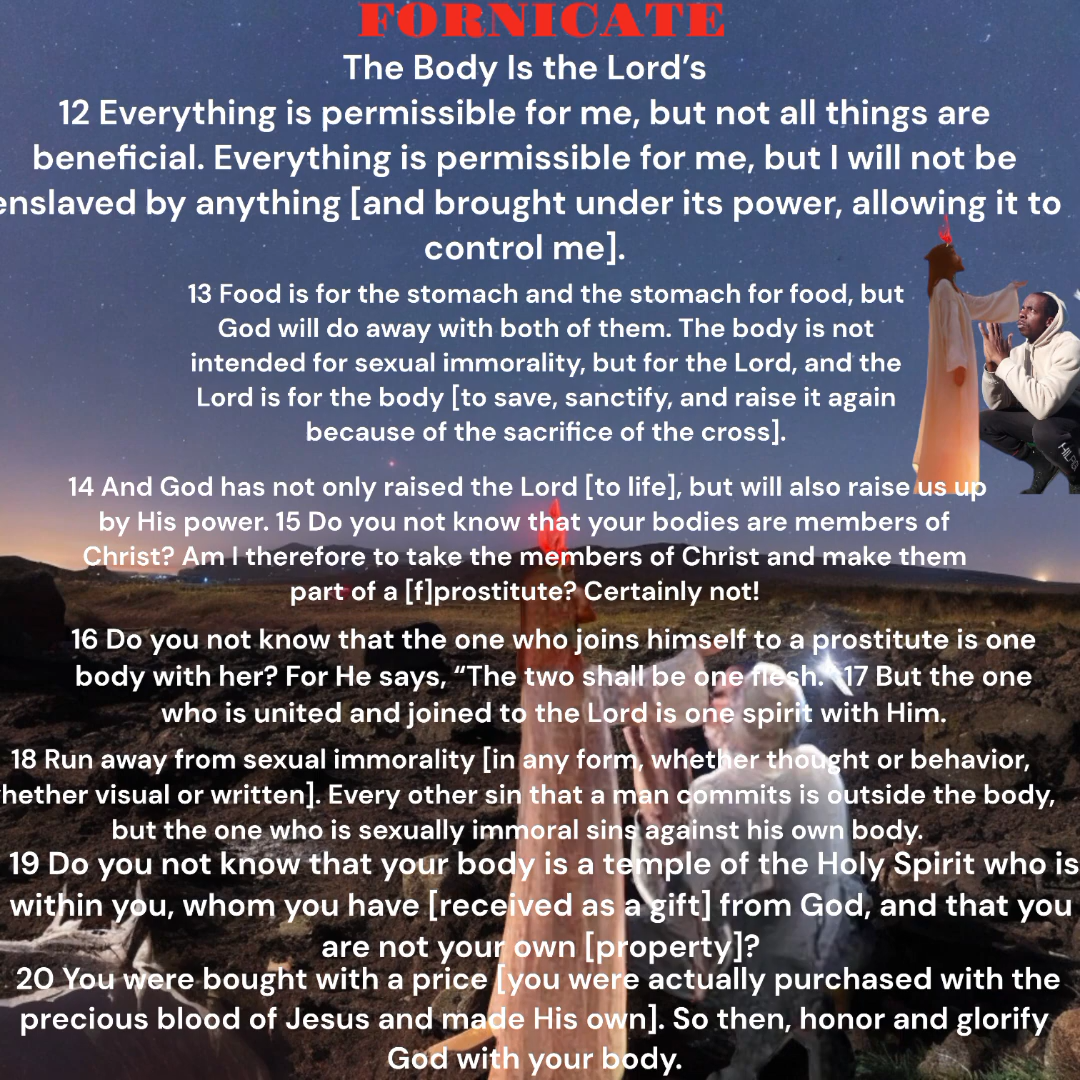 FORNICATE
The Body Is the Lord’s
12 Everything is permissible for me, but not all things are
beneficial. Everything is permissible for me, but I will not be
enslaved by anything [and brought under its power, allowing it to
control me].
13 Food is for the stomach and the stomach for food, but
God will do away with both of them. The body is not
intended for sexual immorality, but for the Lord, and the
Lord is for the body [to save, sanctify, and raise it again
because of the sacrifice of the cross].
14 And God has not only raised the Lord [to life], but will also raise us up
by His power. 15 Do you not know that your bodies are members of
Christ? Am I therefore to take the members of Christ and make them
part of a [f]prostitute? Certainly not!
16 Do you not know that the one who joins himself to a prostitute is one
body with her? For He says, “The two shall be one flesh.” 17 But the one
who is united and joined to the Lord is one spirit with Him.
18 Run away from sexual immorality [in any form, whether thought or behavior,
hether visual or written]. Every other sin that a man commits is outside the body,
but the one who is sexually immoral sins against his own body.
19 Do you not know that your body is a temple of the Holy Spirit who is
within you, whom you have [received as a gift] from God, and that you
are not your own [property]?
20 You were bought with a price [you were actually purchased with the
precious blood of Jesus and made His own]. So then, honor and glorify
God with your body.